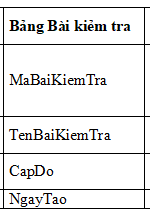 Bảng Bài kiểm tra
MaBaiKiemTra
TenBaiKiemTra
CapDo
NgayTao